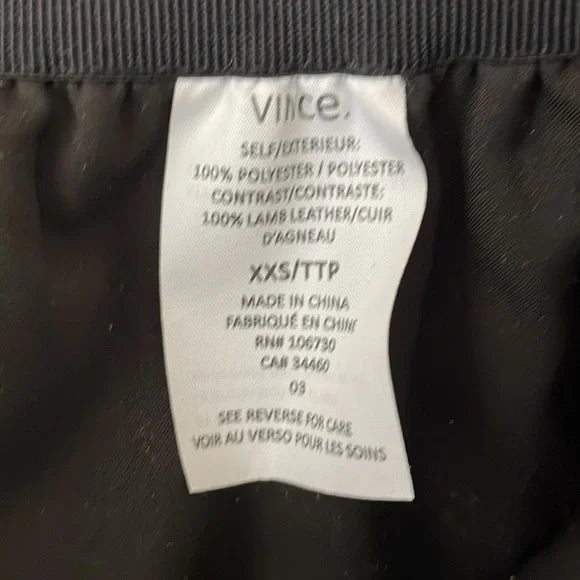 VINCE.
SELF/EXTERIEUR:
100% POLYESTER / POLYESTER
CONTRAST/CONTRASTE:
100% LAMB LEATHER/CUIR
D'AGNEAU
XXS/TTP
MADE IN CHINA
FABRIQUÉ EN CHINE
RN# 106730
CA# 34460
03
SEE REVERSE FOR CARE
VOIR AU VERSO POUR LES SOINS